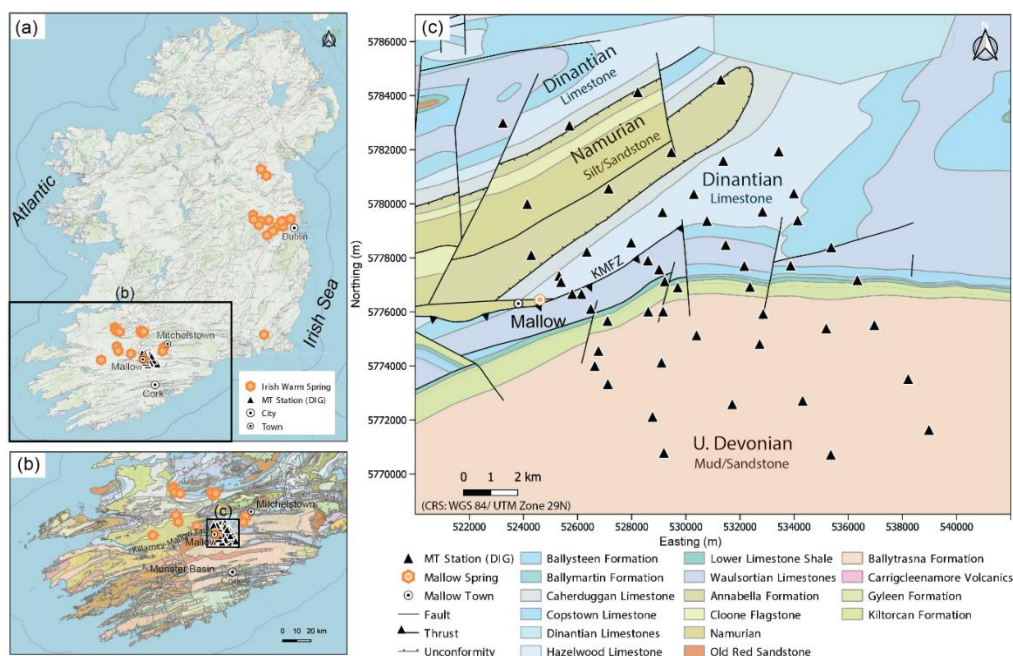 (a)
N
Atlantic
Dublin
Irish Sea
(b)
Mitchelstown
Mallow
Cork
Irish Warm Spring
MT Station (DIG)
City
Town
(b)
Mitchelstown
(c)
Mallow
Munster Basin
Cork
0 10 20 km
(c)
N
Northing (m)
5786000
5784000
5782000
5780000
5778000
5776000
5774000
5772000
5770000
Dinantian
Limestone
Namurian
Silt/Sandstone
Dinantian
Limestone
KMFZ
Mallow
U. Devonian
Mud/Sandstone
0 1 2 km
(CRS: WGS 84/ UTM Zone 29N)
522000 524000 526000 528000 530000 532000 534000 536000 538000 540000
Easting (m)
MT Station (DIG)
Mallow Spring
Mallow Town
Fault
Thrust
Unconformity
Ballysteen Formation
Ballymartin Formation
Caherduggan Limestone
Copstown Limestone
Dinantian Limestones
Hazelwood Limestone
Lower Limestone Shale
Waulsortian Limestones
Annabella Formation
Cloone Flagstone
Namurian
Old Red Sandstone
Ballytrasna Formation
Carrigcleenamore Volcanics
Gyleen Formation
Kiltorcan Formation